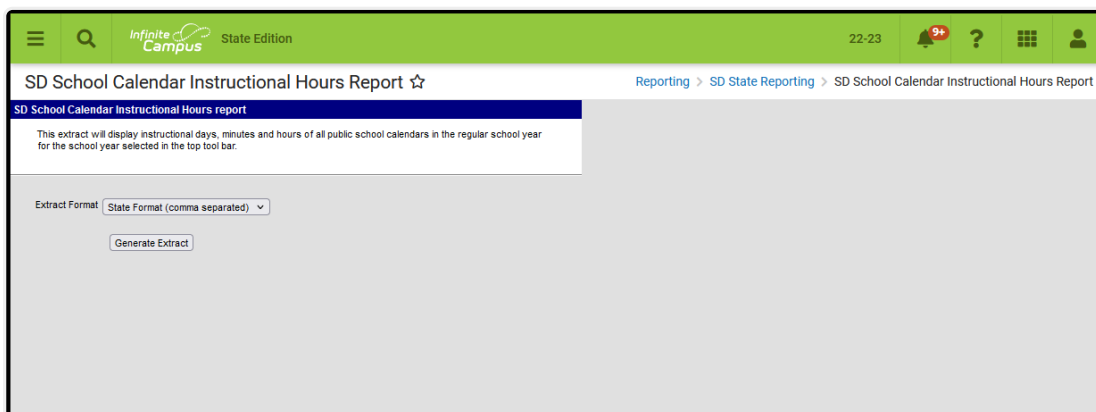 Infinite Campus State Edition 22-23 9+ ?
SD School Calendar Instructional Hours Report Reporting > SD State Reporting > SD School Calendar Instructional Hours Report
SD School Calendar Instructional Hours report
This extract will display instructional days, minutes and hours of all public school calendars in the regular school year
for the school year selected in the top tool bar.
Extract Format State Format (comma separated)
Generate Extract